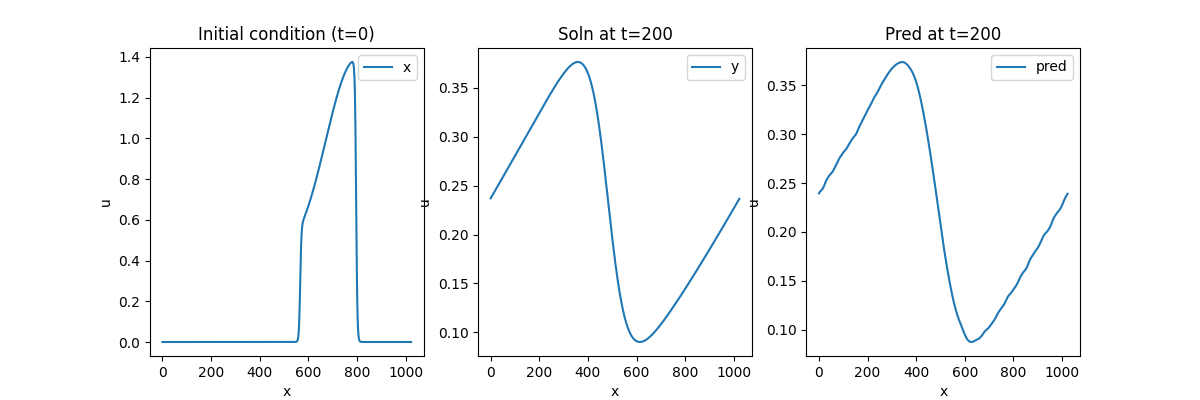 Initial condition (t=0)
x
u
1.4
1.2
1.0
0.8
0.6
0.4
0.2
0.0
0 200 400 600 800 1000
x
Soln at t=200
y
u
0.35
0.30
0.25
0.20
0.15
0.10
0 200 400 600 800 1000
x
Pred at t=200
pred
u
0.35
0.30
0.25
0.20
0.15
0.10
0 200 400 600 800 1000
x